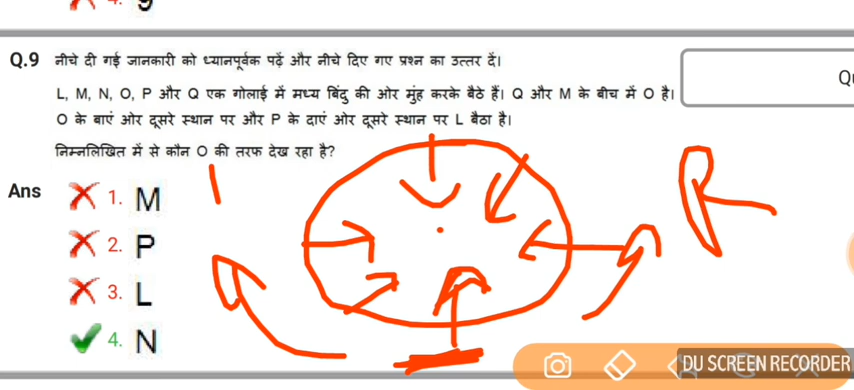 Q.9 नीचे दी गई जानकारी को ध्यानपूर्वक पढ़ें और नीचे दिए गए प्रश्न का उत्तर दें।
L, M, N, O, P और Q एक गोलाई में मध्य बिंदु की ओर मुंह करके बैठे हैं। Q और M के बीच में O है।
O के बाएं ओर दूसरे स्थान पर और P के दाएं ओर दूसरे स्थान पर L बैठा है।
निम्नलिखित में से कौन O की तरफ देख रहा है?
Ans 1. M
2. P
3. L
4. N
R
DU SCREEN RECORDER